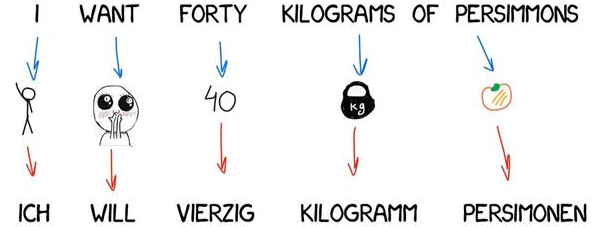 I WANT FORTY KILOGRAMS OF PERSIMMONS
40 kg
ICH WILL VIERZIG KILOGRAMM PERSIMONEN